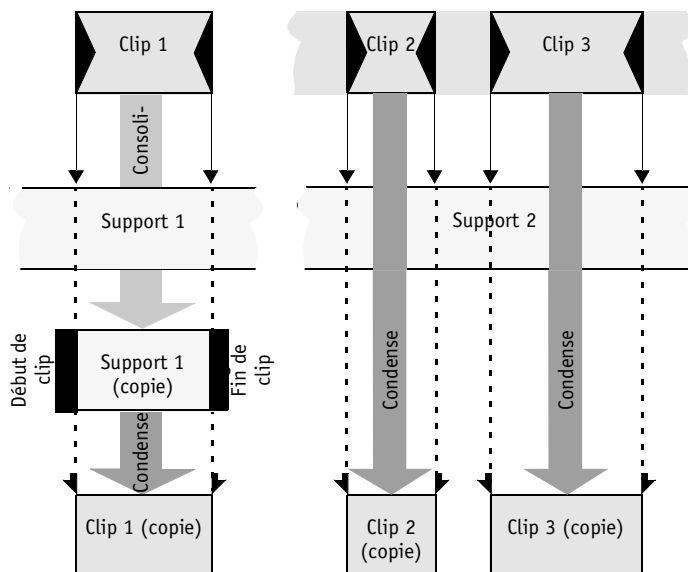 Clip 1
Clip 2
Clip 3
Consoli-
Support 1
Support 2
Début de
clip
Support 1
(copie)
Fin de
clip
Condense
Condense
Condense
Clip 1 (copie)
Clip 2
(copie)
Clip 3 (copie)